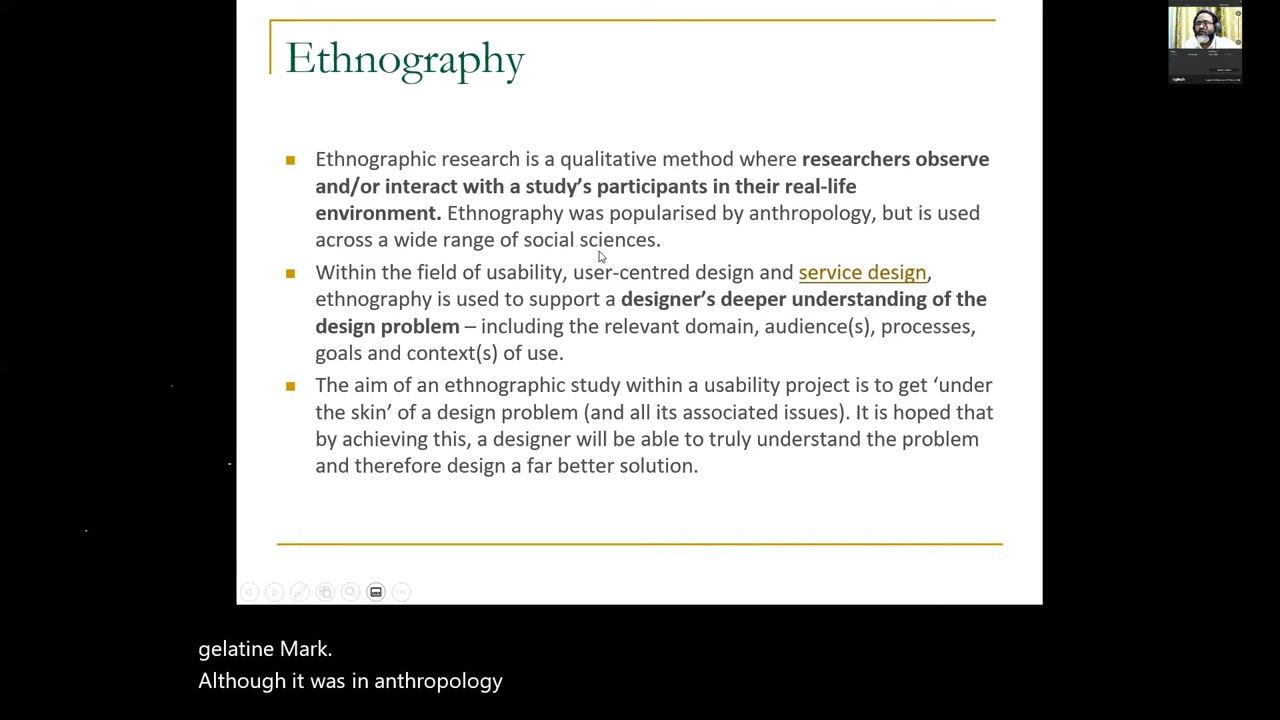 Ethnography
Ethnographic research is a qualitative method where researchers observe
and/or interact with a study’s participants in their real-life
environment. Ethnography was popularised by anthropology, but is used
across a wide range of social sciences.
Within the field of usability, user-centred design and service design,
ethnography is used to support a designer’s deeper understanding of the
design problem – including the relevant domain, audience(s), processes,
goals and context(s) of use.
The aim of an ethnographic study within a usability project is to get ‘under
the skin’ of a design problem (and all its associated issues). It is hoped that
by achieving this, a designer will be able to truly understand the problem
and therefore design a far better solution.
gelatine Mark.
Although it was in anthropology